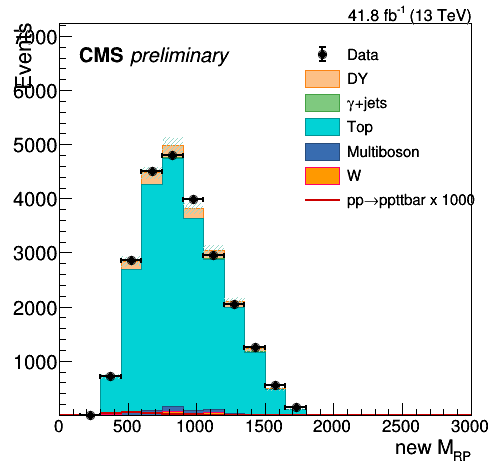 41.8 fb⁻¹ (13 TeV)
Events
CMS preliminary
Data
DY
γ+jets
Top
Multiboson
W
pp→ppttbar x 1000
7000
6000
5000
4000
3000
2000
1000
0 500 1000 1500 2000 2500 3000
new M_RP